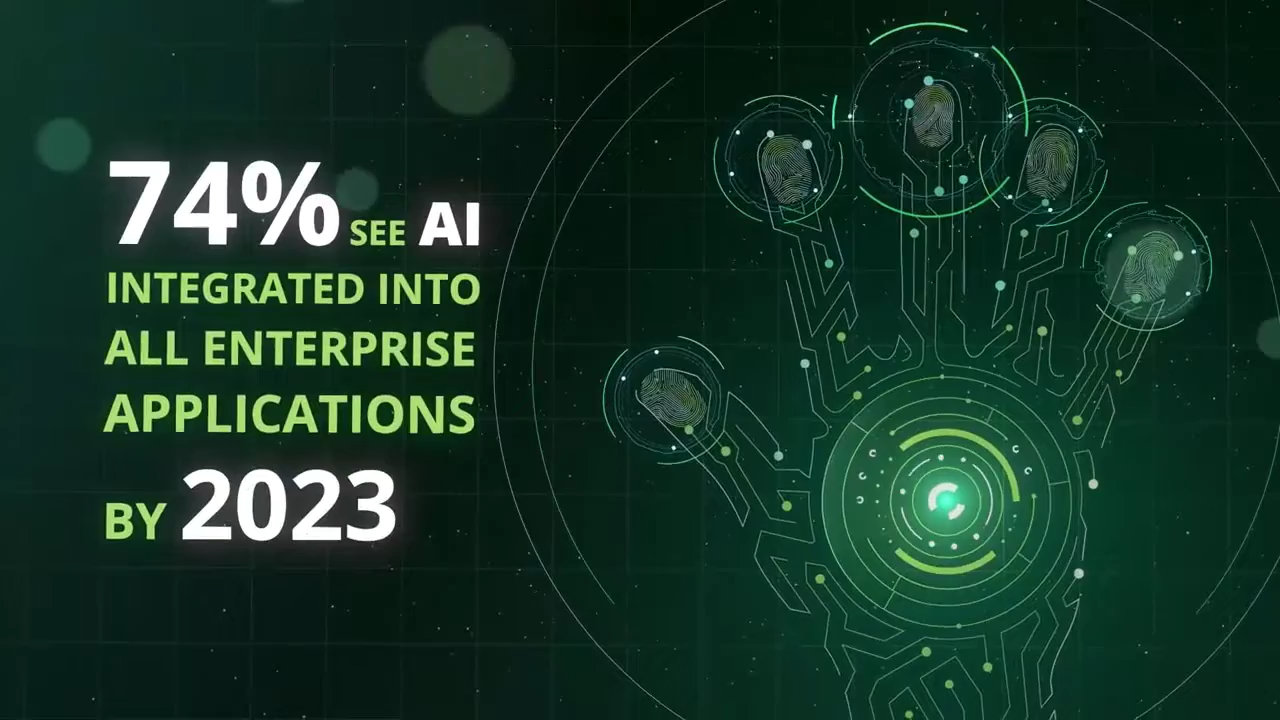 74% SEE AI
INTEGRATED INTO
ALL ENTERPRISE
APPLICATIONS
BY 2023